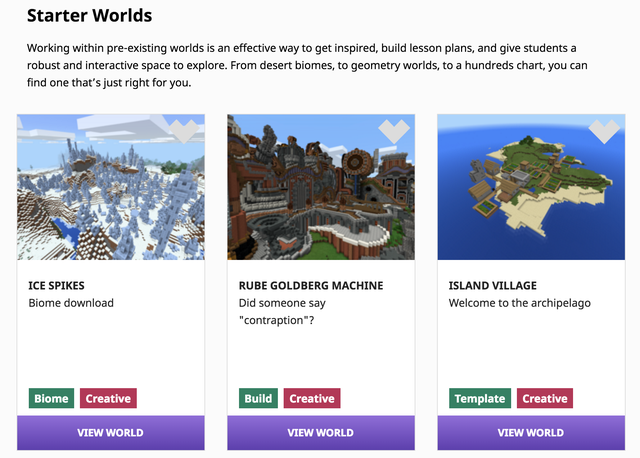 Starter Worlds
Working within pre-existing worlds is an effective way to get inspired, build lesson plans, and give students a
robust and interactive space to explore. From desert biomes, to geometry worlds, to a hundreds chart, you can
find one that’s just right for you.
ICE SPIKES
Biome download
Biome
Creative
VIEW WORLD
RUBE GOLDBERG MACHINE
Did someone say
"contraption"?
Build
Creative
VIEW WORLD
ISLAND VILLAGE
Welcome to the archipelago
Template
Creative
VIEW WORLD